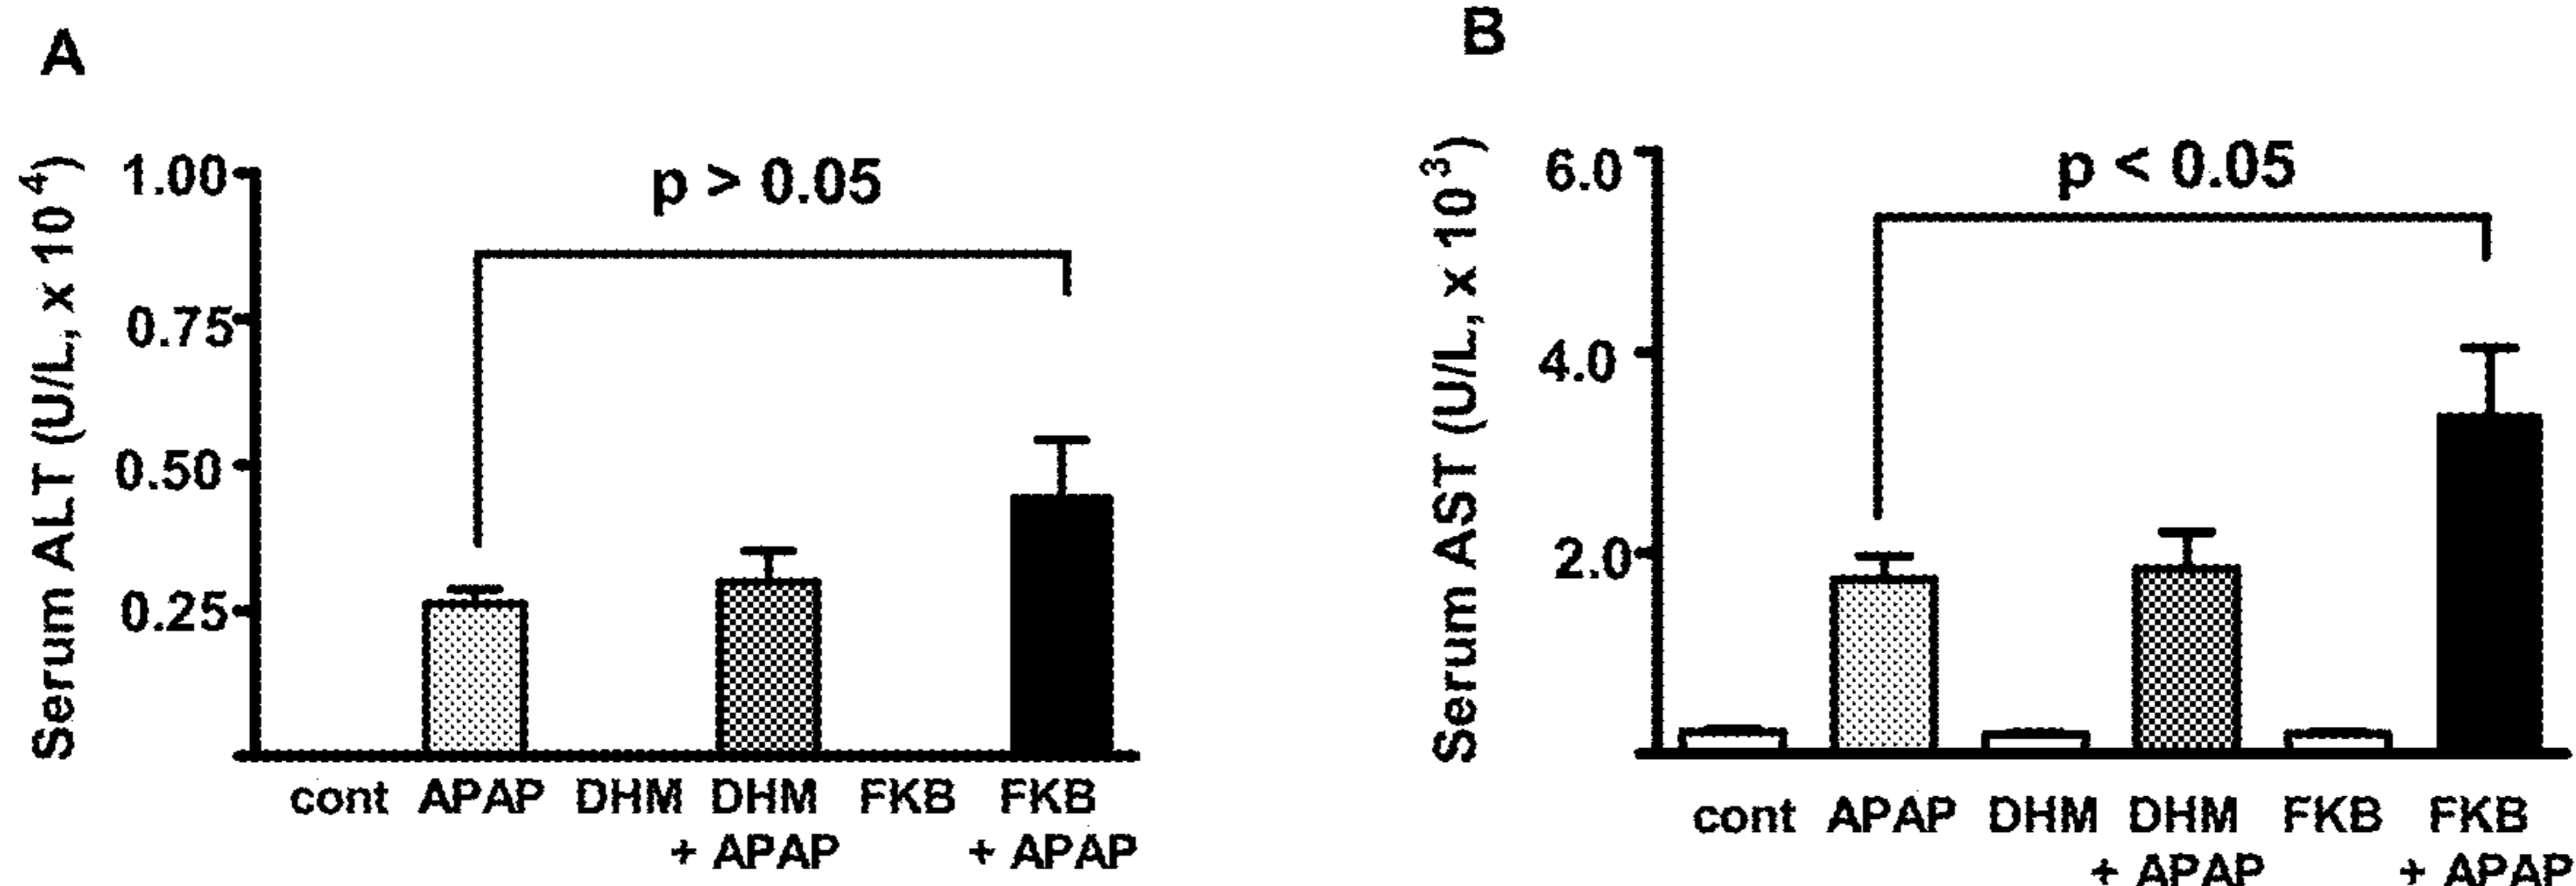 A
Serum ALT (U/L, x 10⁴)
1.00
0.75
0.50
0.25
p > 0.05
cont APAP DHM DHM FKB FKB
+ APAP + APAP
B
Serum AST (U/L, x 10³)
6.0
4.0
2.0
p < 0.05
cont APAP DHM DHM FKB FKB
+ APAP + APAP